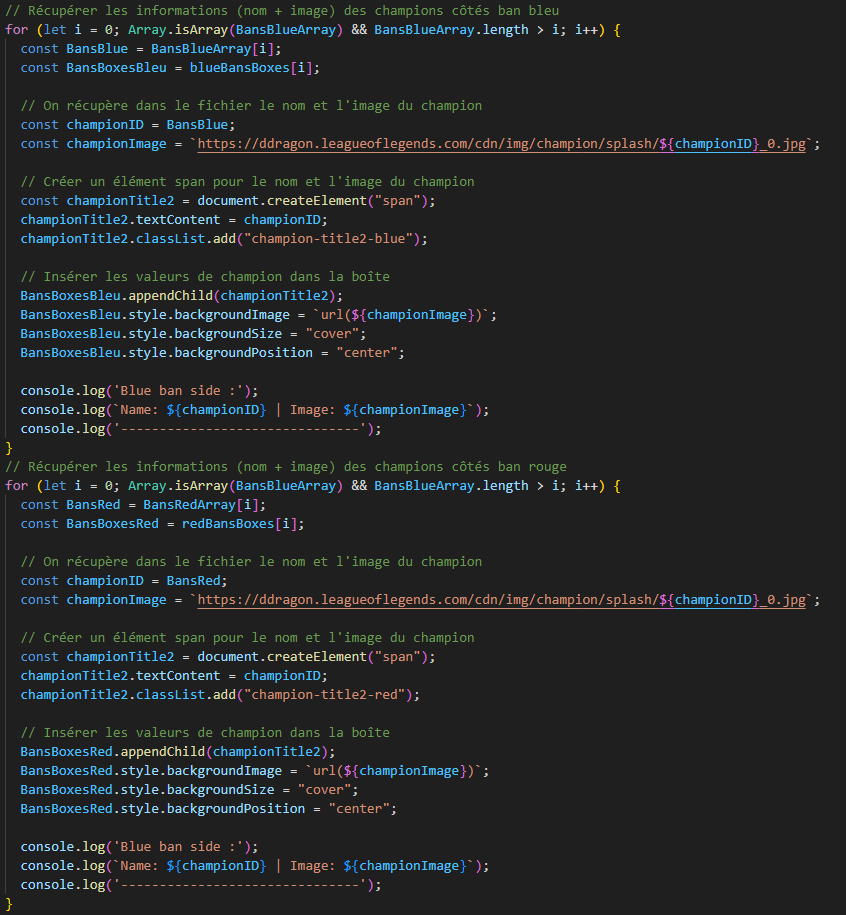 // Récupérer les informations (nom + image) des champions côtés ban bleu
for (let i = 0; Array.isArray(BansBlueArray) && BansBlueArray.length > i; i++) {
const BansBlue = BansBlueArray[i];
const BansBoxesBleu = blueBansBoxes[i];
// On récupère dans le fichier le nom et l'image du champion
const championID = BansBlue;
const championImage = `https://ddragon.leagueoflegends.com/cdn/img/champion/splash/${championID}_0.jpg`;
// Créer un élément span pour le nom et l'image du champion
const championTitle2 = document.createElement("span");
championTitle2.textContent = championID;
championTitle2.classList.add("champion-title2-blue");
// Insérer les valeurs de champion dans la boîte
BansBoxesBleu.appendChild(championTitle2);
BansBoxesBleu.style.backgroundImage = `url(${championImage})`;
BansBoxesBleu.style.backgroundSize = "cover";
BansBoxesBleu.style.backgroundPosition = "center";
console.log('Blue ban side :');
console.log(`Name: ${championID} | Image: ${championImage}`);
console.log('-------------------------------');
}
// Récupérer les informations (nom + image) des champions côtés ban rouge
for (let i = 0; Array.isArray(BansBlueArray) && BansBlueArray.length > i; i++) {
const BansRed = BansRedArray[i];
const BansBoxesRed = redBansBoxes[i];
// On récupère dans le fichier le nom et l'image du champion
const championID = BansRed;
const championImage = `https://ddragon.leagueoflegends.com/cdn/img/champion/splash/${championID}_0.jpg`;
// Créer un élément span pour le nom et l'image du champion
const championTitle2 = document.createElement("span");
championTitle2.textContent = championID;
championTitle2.classList.add("champion-title2-red");
// Insérer les valeurs de champion dans la boîte
BansBoxesRed.appendChild(championTitle2);
BansBoxesRed.style.backgroundImage = `url(${championImage})`;
BansBoxesRed.style.backgroundSize = "cover";
BansBoxesRed.style.backgroundPosition = "center";
console.log('Blue ban side :');
console.log(`Name: ${championID} | Image: ${championImage}`);
console.log('-------------------------------');
}